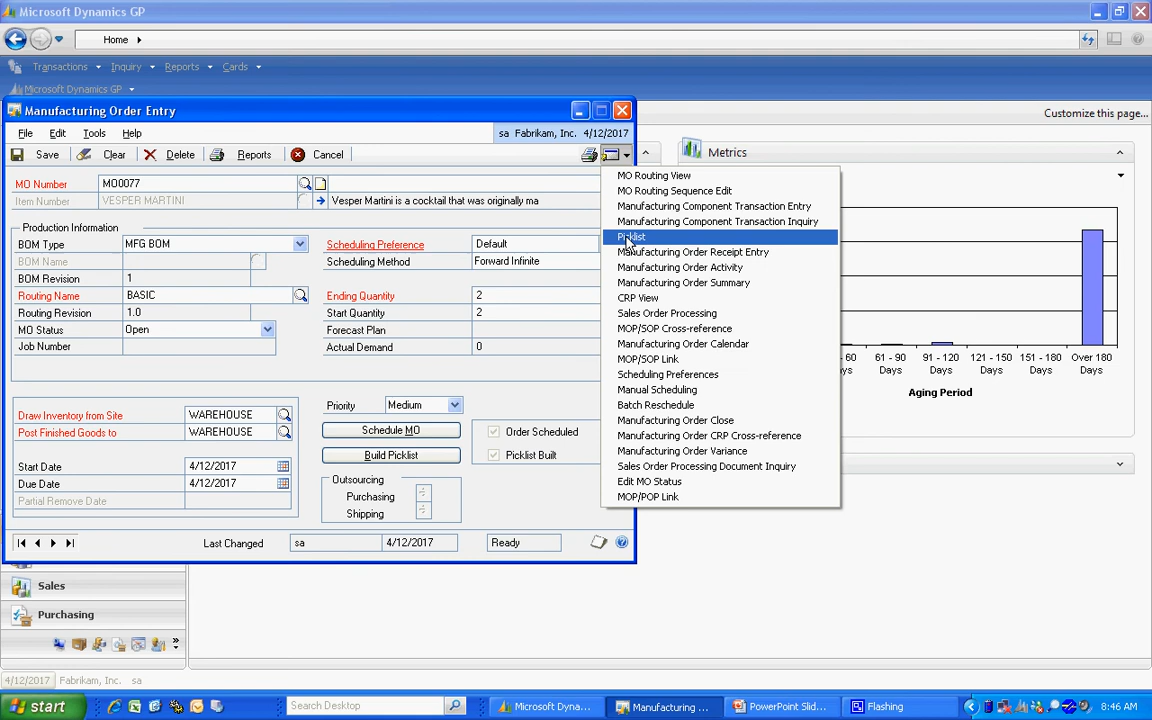 Microsoft Dynamics GP
Home
Transactions Inquiry Reports Cards
Microsoft Dynamics GP
Customize this page...
Manufacturing Order Entry
File Edit Tools Help
sa Fabrikam, Inc. 4/12/2017
Save Clear Delete Reports Cancel
Metrics
MO Number MO0077
Item Number VESPER MARTINI Vesper Martini is a cocktail that was originally ma
Production Information
BOM Type MFG BOM
Scheduling Preference Default
BOM Name
Scheduling Method Forward Infinite
BOM Revision 1
Routing Name BASIC
Ending Quantity 2
Routing Revision 1.0
Start Quantity 2
MO Status Open
Forecast Plan
Job Number
Actual Demand 0
Draw Inventory from Site WAREHOUSE
Post Finished Goods to WAREHOUSE
Priority Medium
Schedule MO Order Scheduled
Build Picklist Picklist Built
Start Date 4/12/2017
Due Date 4/12/2017
Partial Remove Date
Outsourcing
Purchasing
Shipping
Last Changed sa 4/12/2017 Ready
MO Routing View
MO Routing Sequence Edit
Manufacturing Component Transaction Entry
Manufacturing Component Transaction Inquiry
Picklist
Manufacturing Order Receipt Entry
Manufacturing Order Activity
Manufacturing Order Summary
CRP View
Sales Order Processing
MOP/SOP Cross-reference
Manufacturing Order Calendar
MOP/SOP Link
Scheduling Preferences
Manual Scheduling
Batch Reschedule
Manufacturing Order Close
Manufacturing Order CRP Cross-reference
Manufacturing Order Variance
Sales Order Processing Document Inquiry
Edit MO Status
MOP/POP Link
60 61 - 90 91 - 120 121 - 150 151 - 180 Over 180
Days Days Days Days Days
Aging Period
Sales
Purchasing
4/12/2017 Fabrikam, Inc. sa
start
Search Desktop
Microsoft Dyna...
Manufacturing ...
PowerPoint Slid...
Flashing
8:46 AM